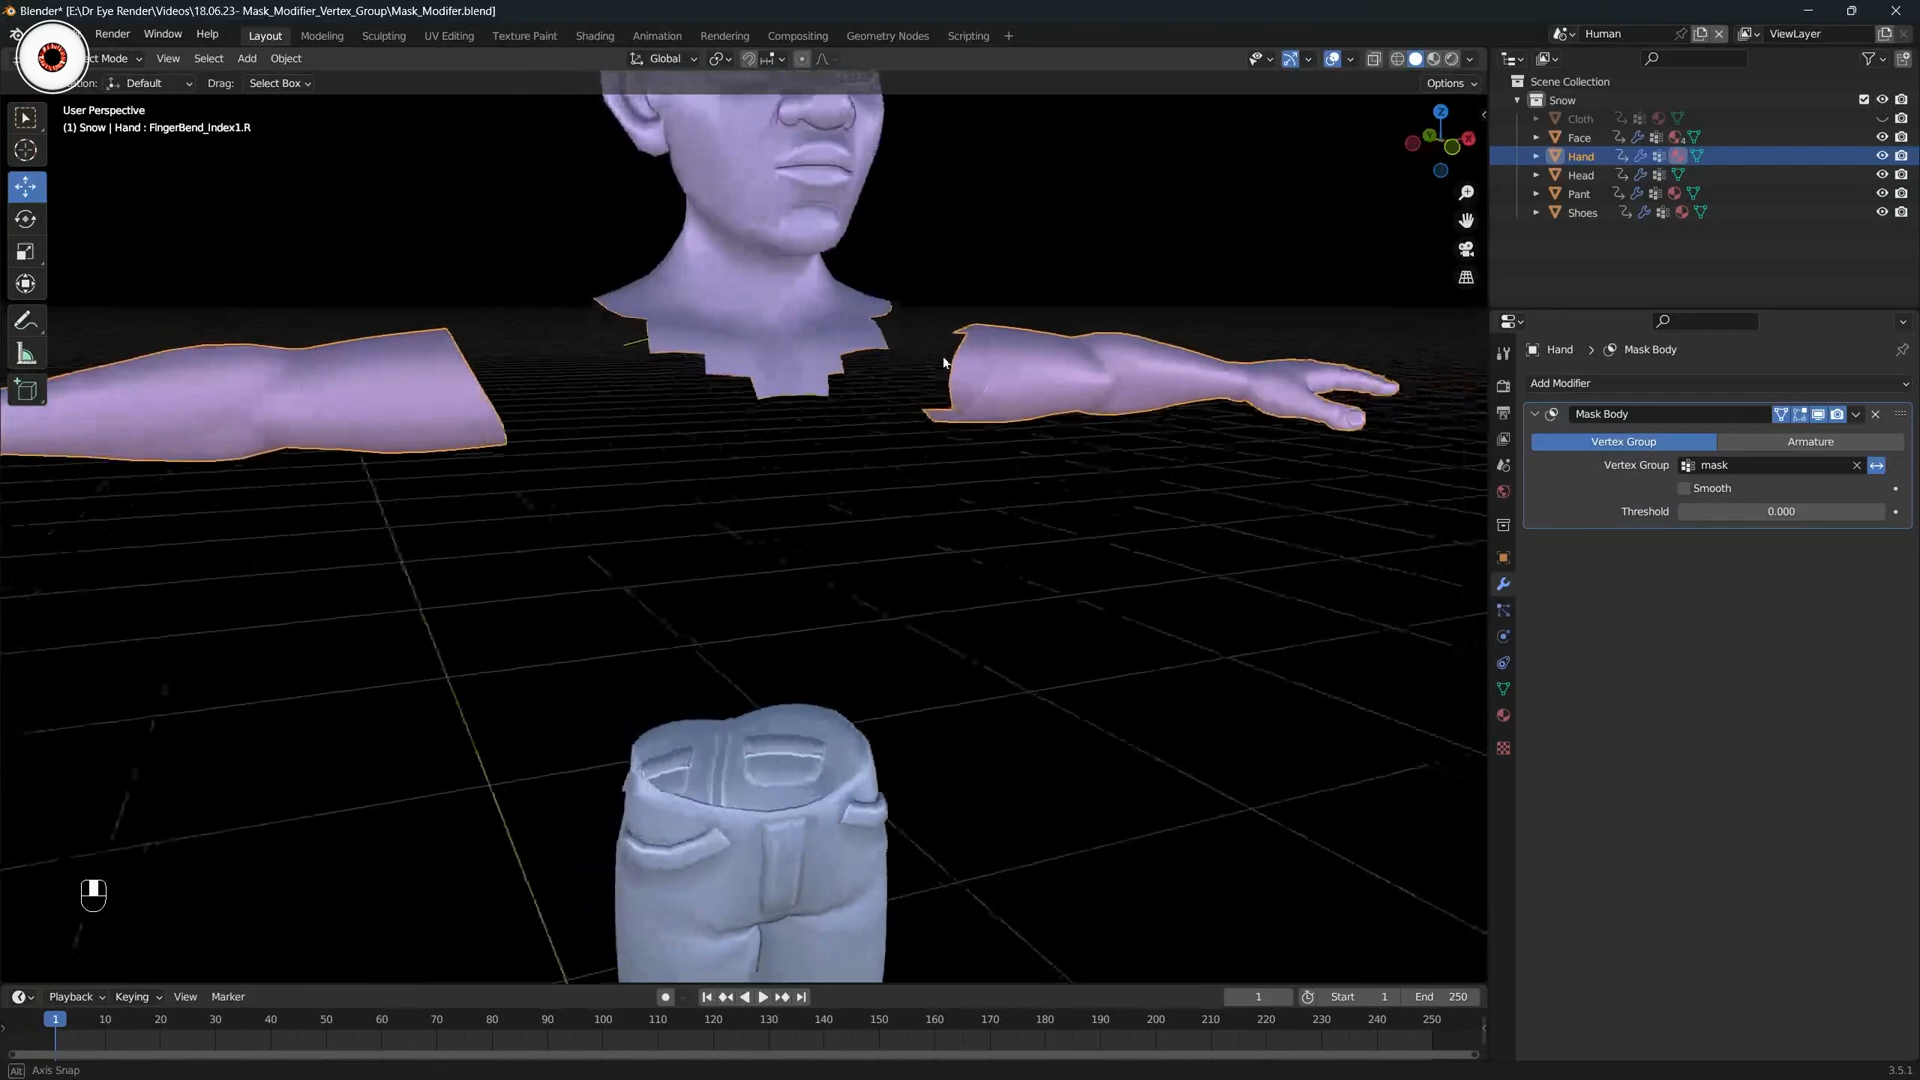 Blender* [E:\Dr Eye Render\Videos\18.06.23- Mask_Modifier_Vertex_Group\Mask_Modifer.blend]
Render Window Help Layout Modeling Sculpting UV Editing Texture Paint Shading Animation Rendering Compositing Geometry Nodes Scripting + Human ViewLayer
ct Mode View Select Add Object Global
Default Drag: Select Box Options
User Perspective
(1) Snow | Hand : FingerBend_Index1.R
Z
X
Y
Scene Collection
Snow
Cloth
Face 4
Hand
Head
Pant
Shoes
Hand > Mask Body
Add Modifier
Mask Body
Vertex Group Armature
Vertex Group mask
Smooth
Threshold 0.000
Playback Keying View Marker 1 Start 1 End 250
1 10 20 30 40 50 60 70 80 90 100 110 120 130 140 150 160 170 180 190 200 210 220 230 240 250
Alt Axis Snap 3.5.1